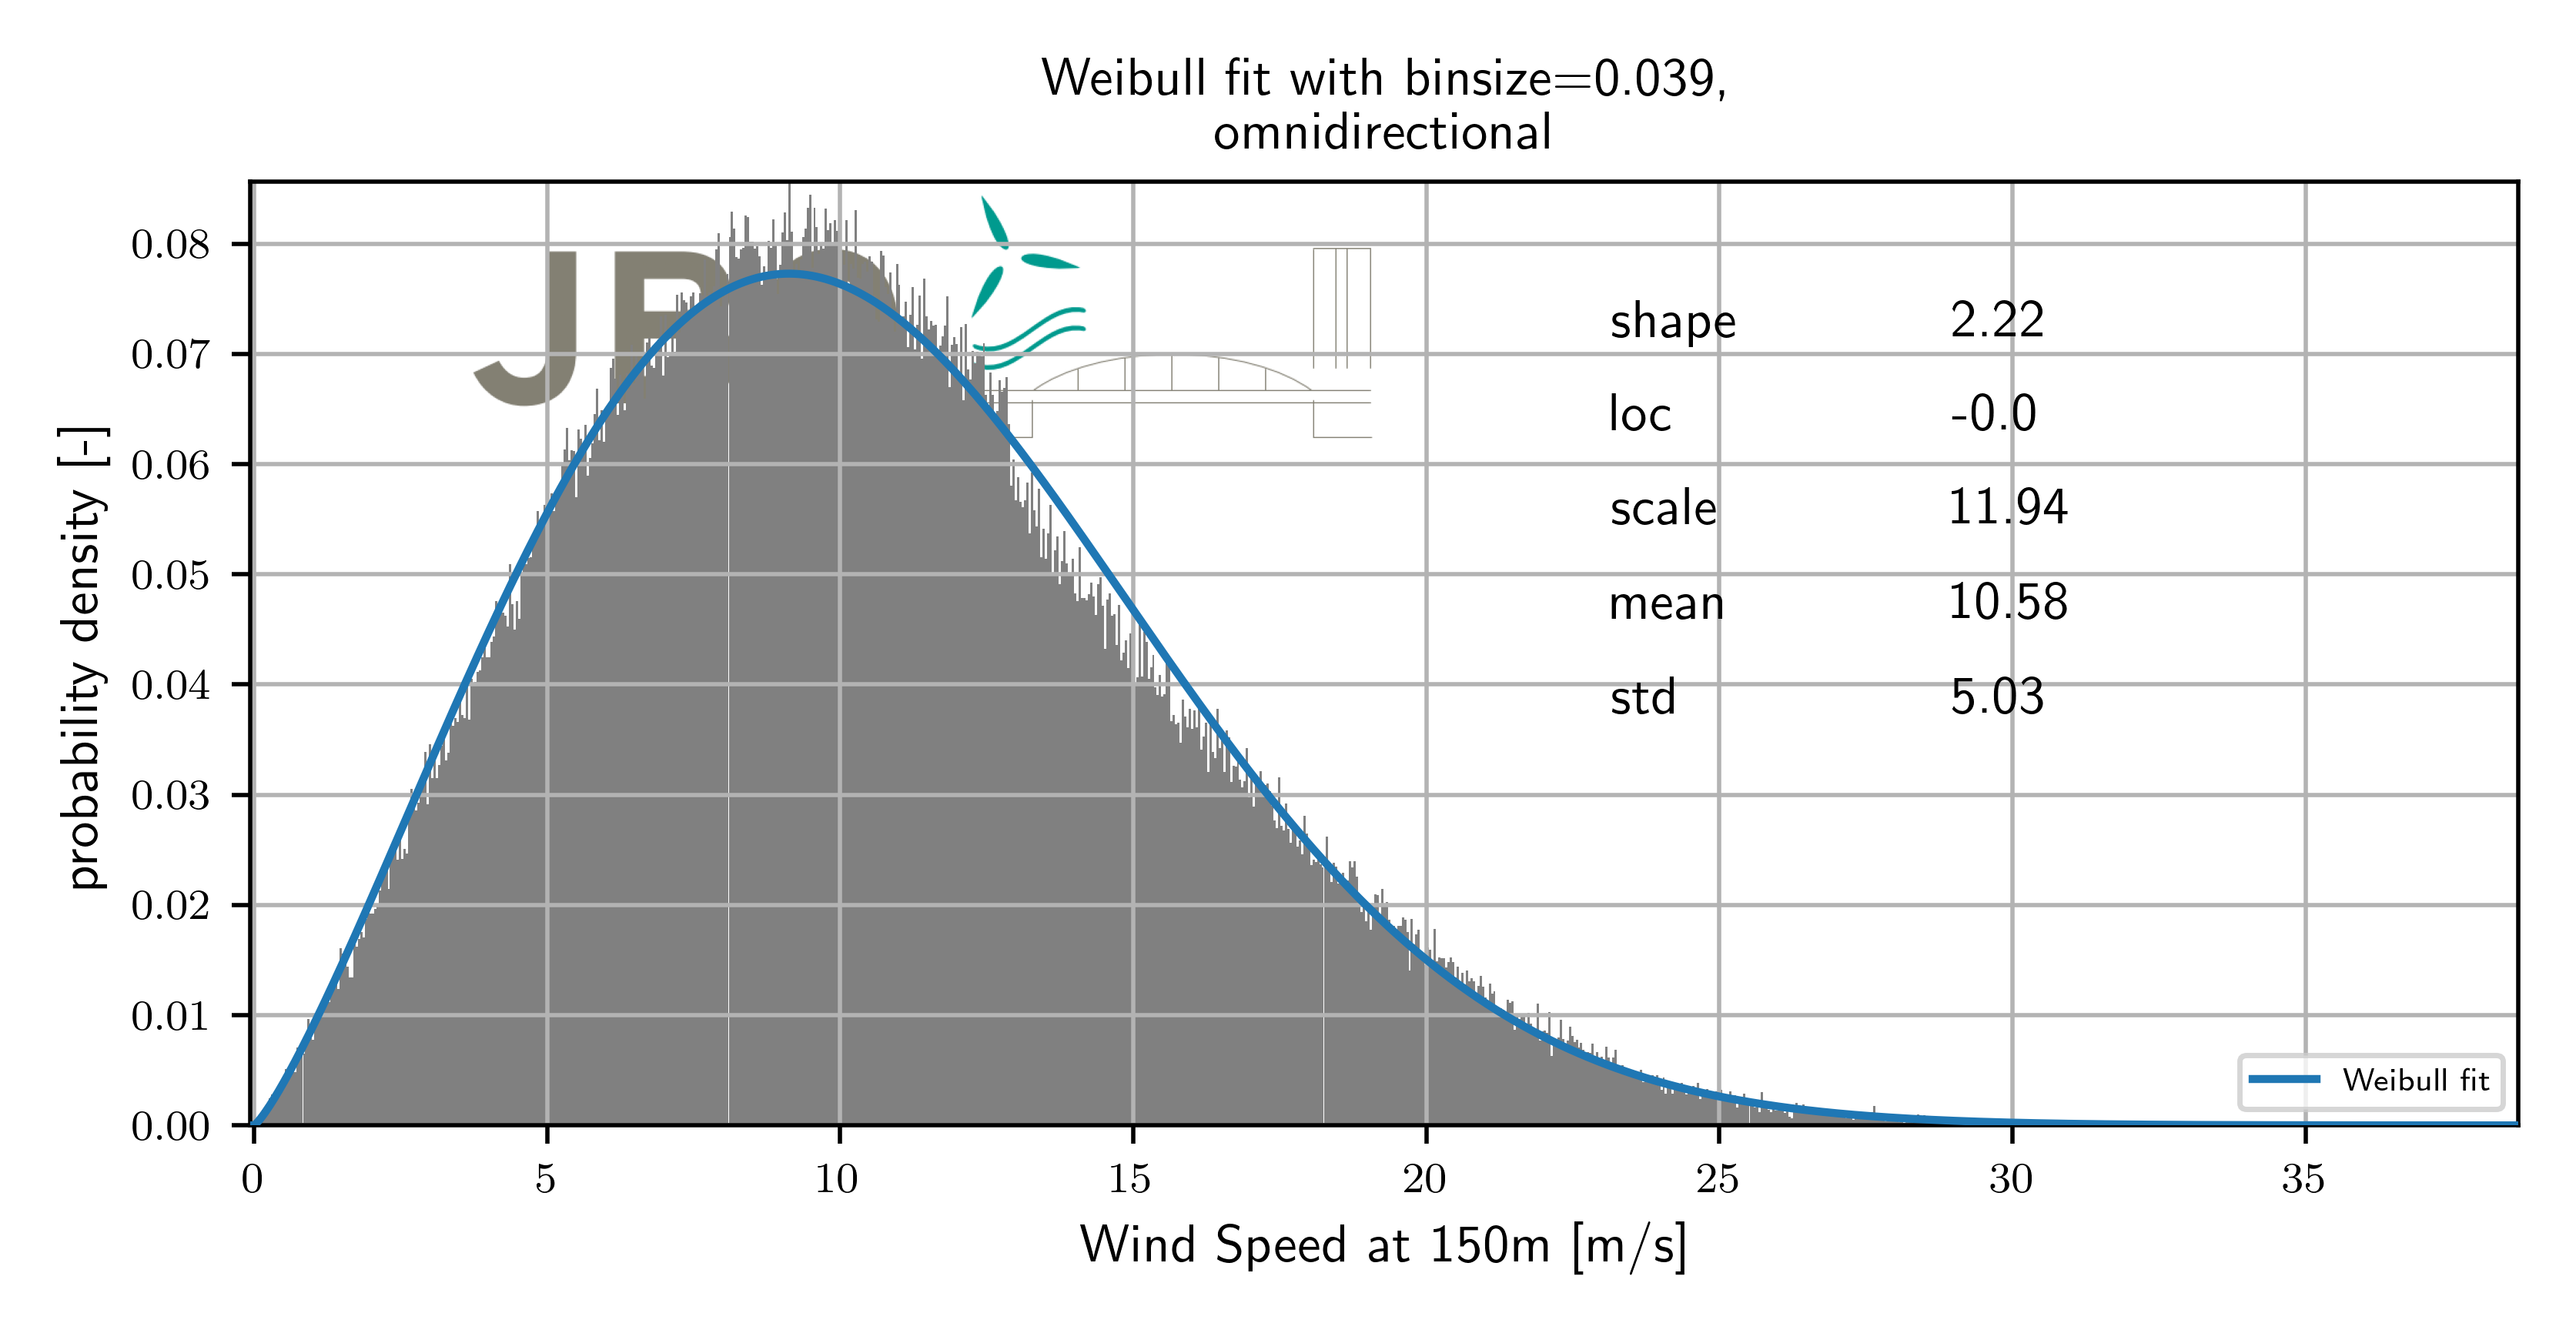 Weibull fit with binsize=0.039,
omnidirectional
probability density [-]
0.08
0.07
0.06
0.05
0.04
0.03
0.02
0.01
0.00
shape 2.22
loc -0.0
scale 11.94
mean 10.58
std 5.03
Weibull fit
0 5 10 15 20 25 30 35
Wind Speed at 150m [m/s]